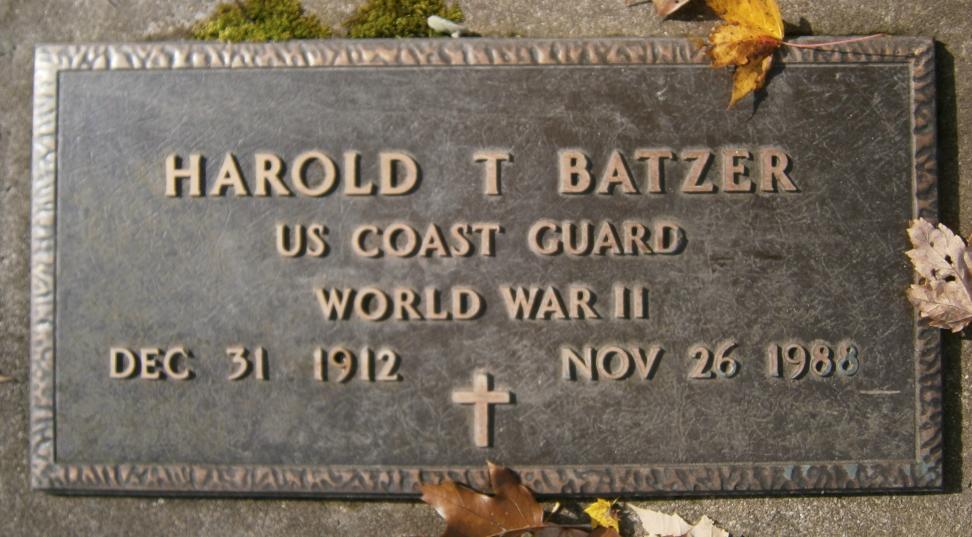 HAROLD T BATZER
US COAST GUARD
WORLD WAR II
DEC 31 1912 NOV 26 1988